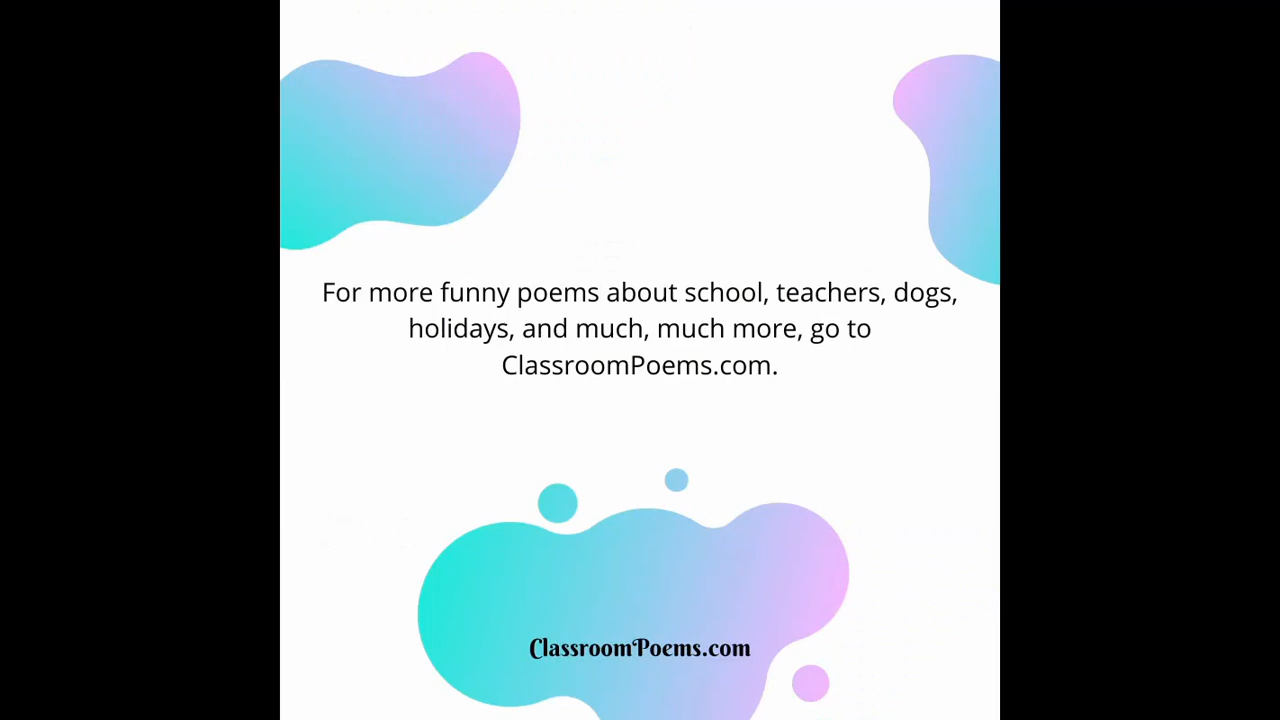 For more funny poems about school, teachers, dogs,
holidays, and much, much more, go to
ClassroomPoems.com.
ClassroomPoems.com